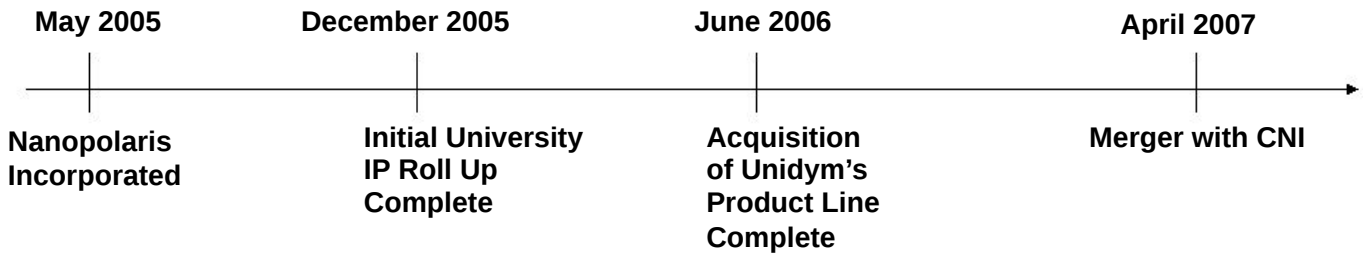 May 2005
December 2005
June 2006
April 2007
Nanopolaris
Incorporated
Initial University
IP Roll Up
Complete
Acquisition
of Unidym's
Product Line
Complete
Merger with CNI